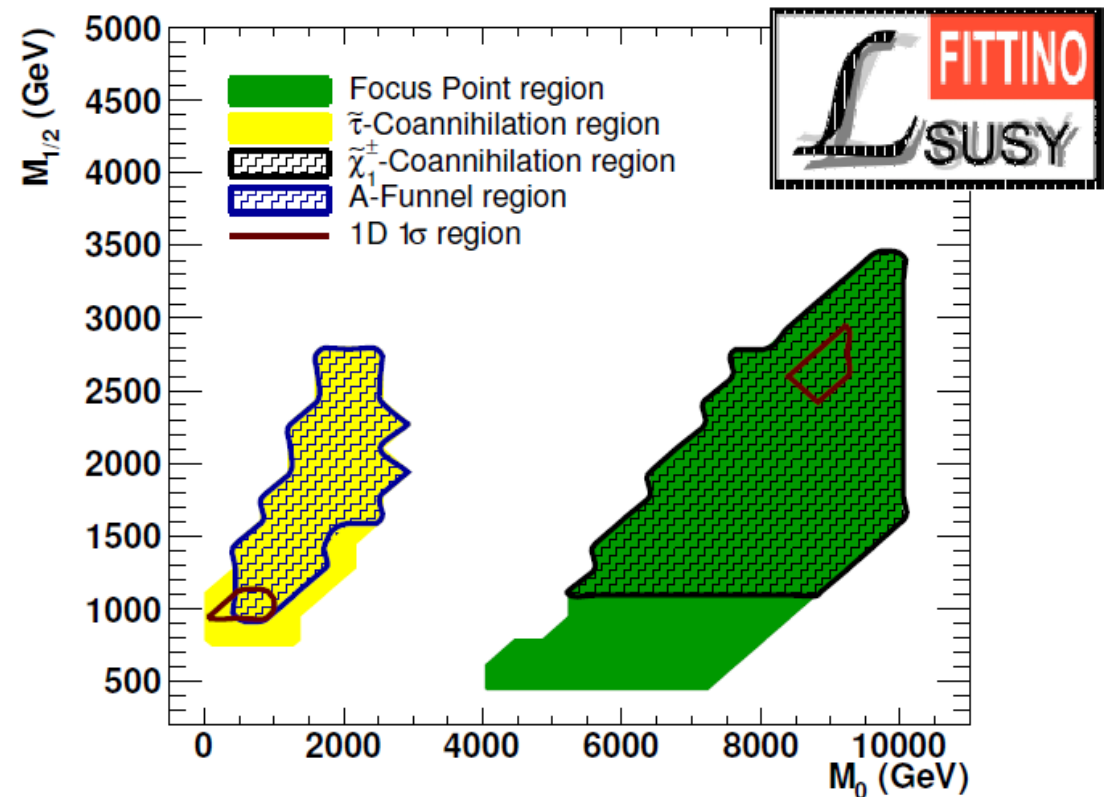 FITTINO
SUSY
M1/2 (GeV)
5000
4500
4000
3500
3000
2500
2000
1500
1000
500
Focus Point region
τ̃-Coannihilation region
χ̃₁±-Coannihilation region
A-Funnel region
1D 1σ region
0 2000 4000 6000 8000 10000
M₀ (GeV)